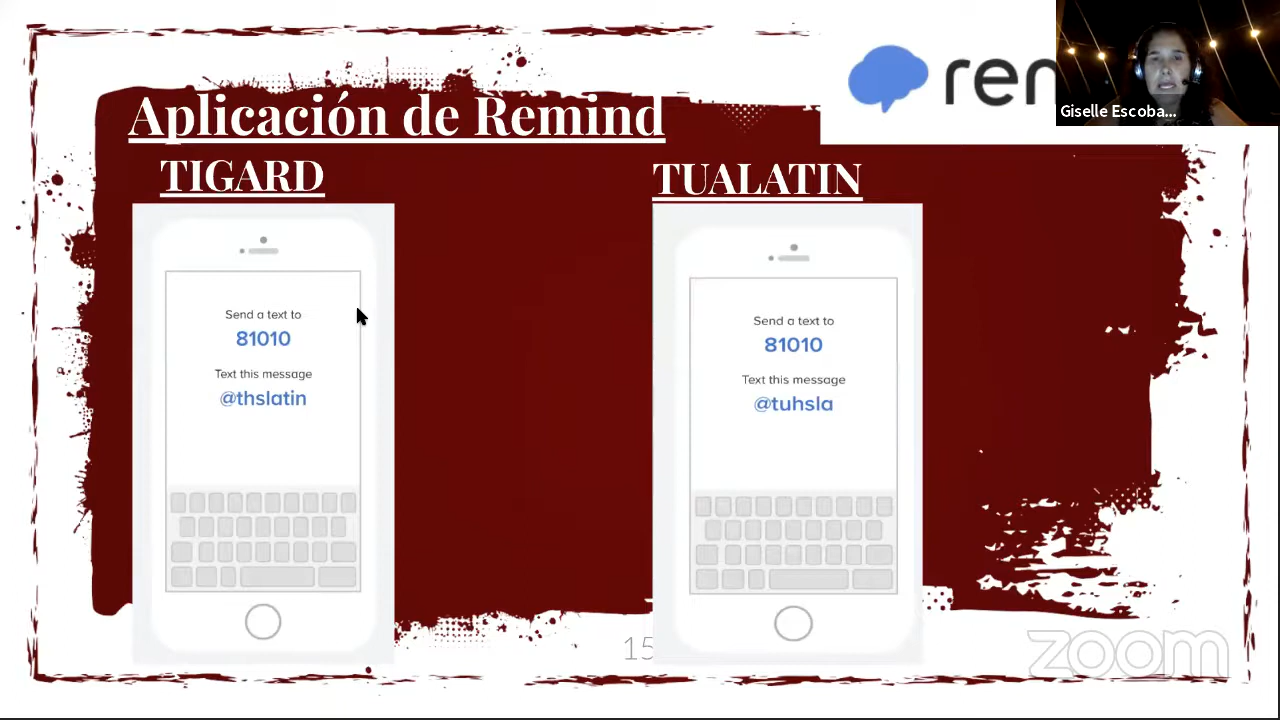 Aplicación de Remind
rem
Giselle Escoba...
TIGARD
TUALATIN
Send a text to
81010
Text this message
@thslatin
Send a text to
81010
Text this message
@tuhsla
15
zoom